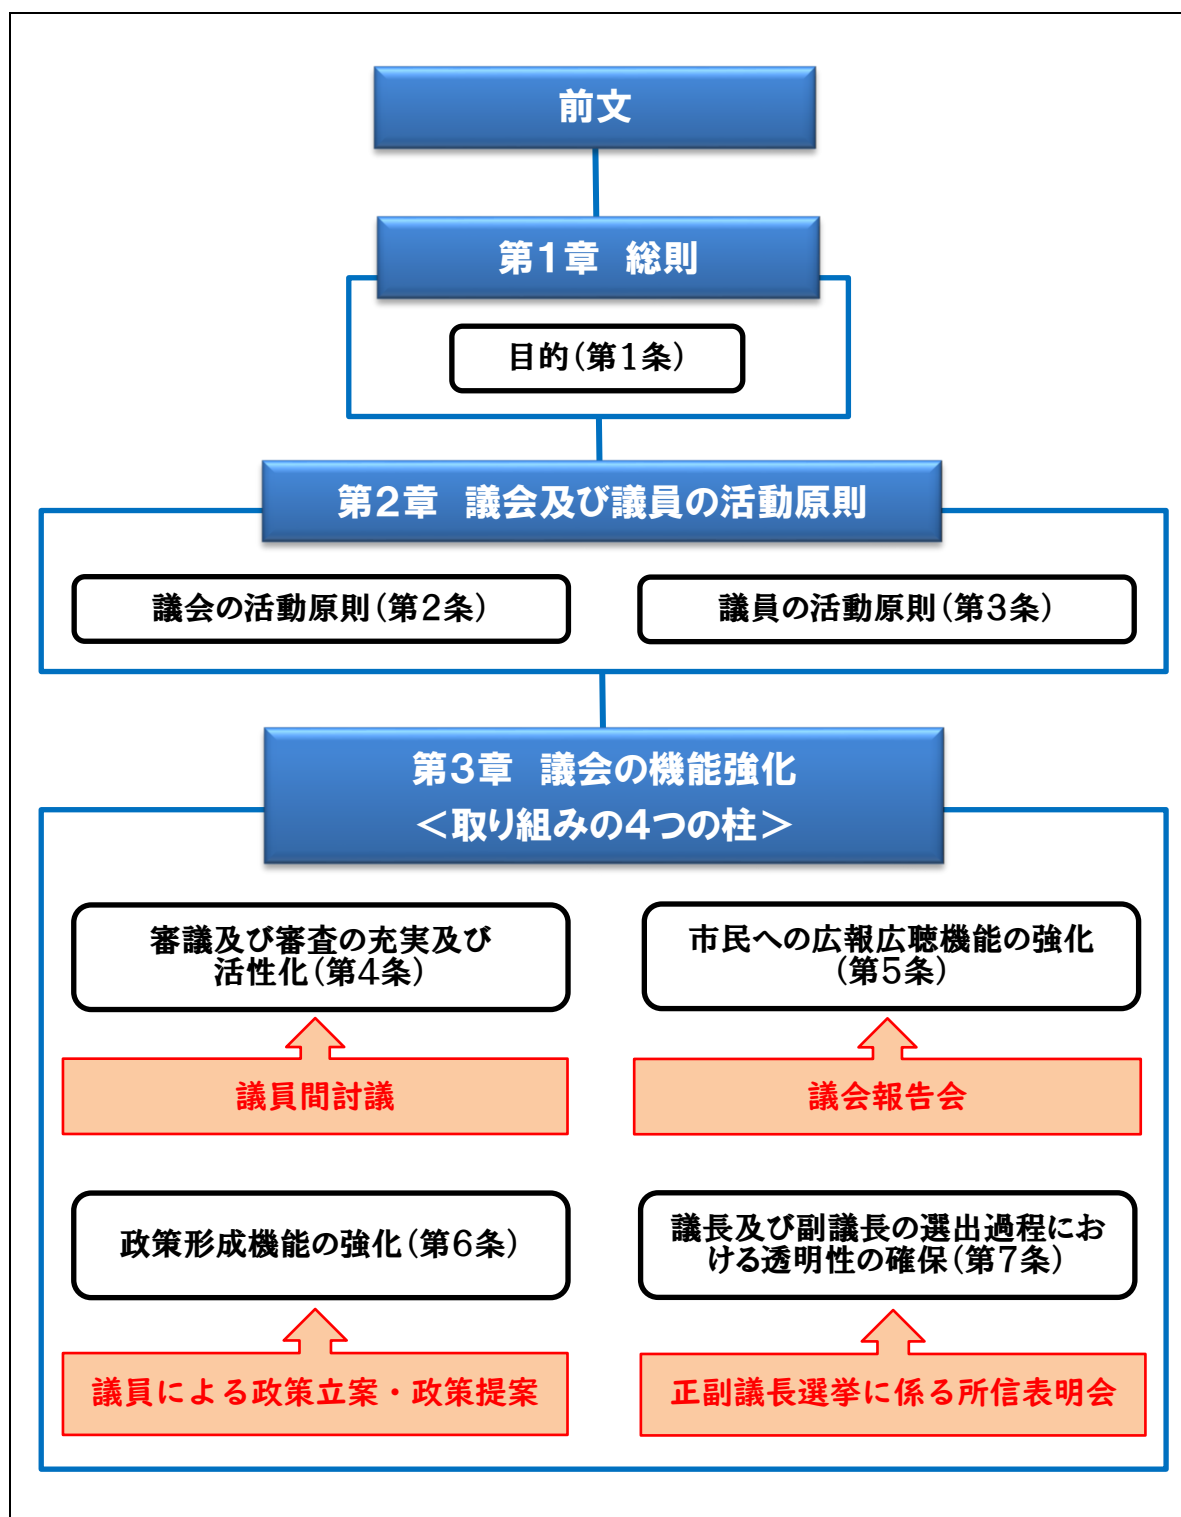 前文
第1章　総則
目的(第1条)
第2章　議会及び議員の活動原則
議会の活動原則(第2条)
議員の活動原則(第3条)
第3章　議会の機能強化
＜取り組みの4つの柱＞
審議及び審査の充実及び
活性化(第4条)
市民への広報広聴機能の強化
(第5条)
議員間討議
議会報告会
政策形成機能の強化(第6条)
議長及び副議長の選出過程にお
ける透明性の確保(第7条)
議員による政策立案・政策提案
正副議長選挙に係る所信表明会